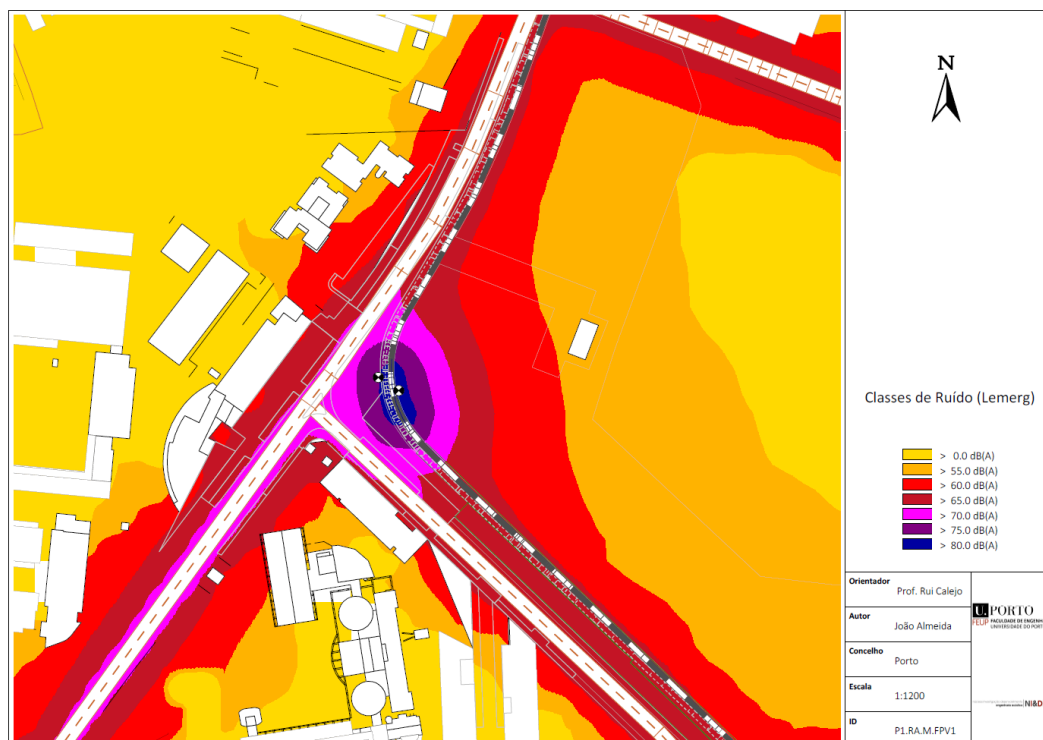 N
Classes de Ruído (Lemerg)
> 0.0 dB(A)
> 55.0 dB(A)
> 60.0 dB(A)
> 65.0 dB(A)
> 70.0 dB(A)
> 75.0 dB(A)
> 80.0 dB(A)
Orientador
Prof. Rui Calejo
Autor
João Almeida
Concelho
Porto
Escala
1:1200
ID
P1.RA.M.FPV1
U. PORTO
FEUP FACULDADE DE ENGENH
UNIVERSIDADE DO PORT
NI&D